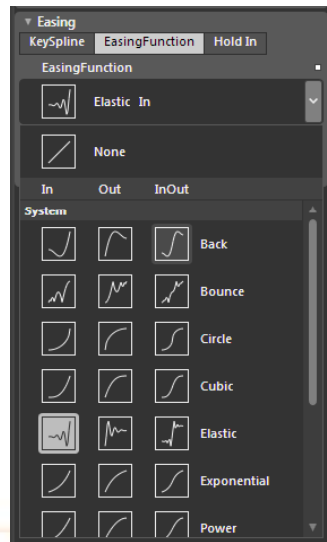 Easing
KeySpline EasingFunction Hold In
EasingFunction
Elastic In
None
In Out InOut
System
Back
Bounce
Circle
Cubic
Elastic
Exponential
Power